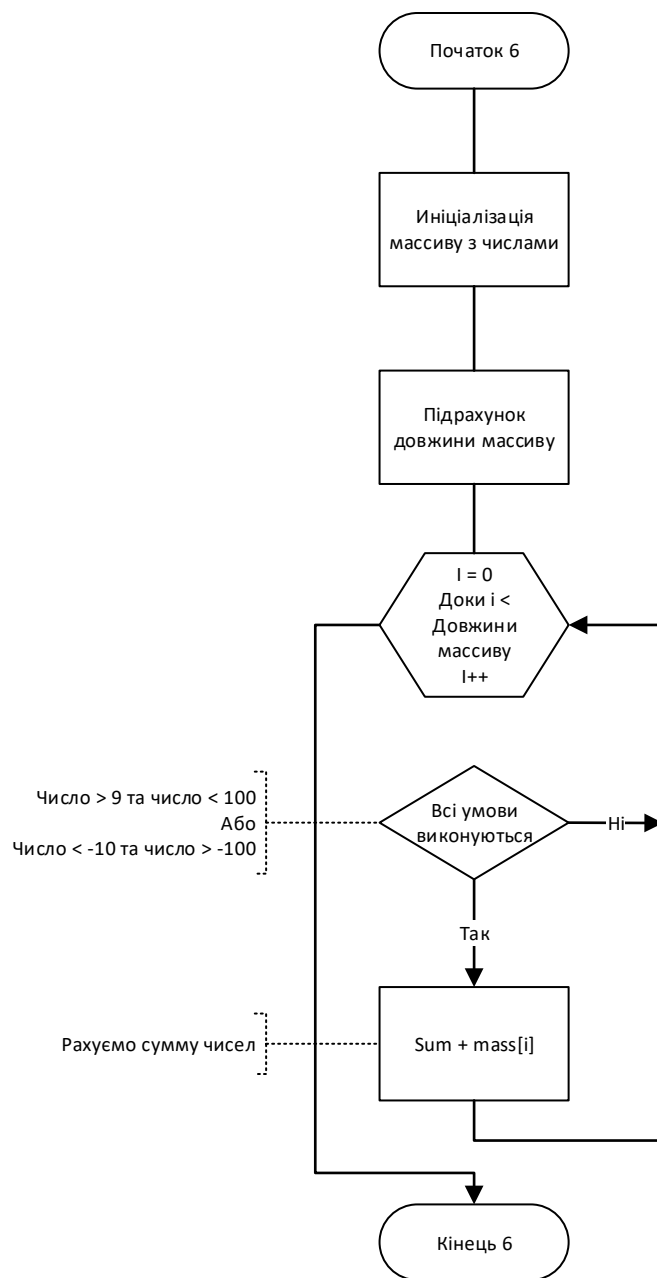 Початок 6
Иніціалізація
массиву з числами
Підрахунок
довжини массиву
I = 0
Доки і <
Довжини
массиву
I++
Число > 9 та число < 100
Або
Число < -10 та число > -100
Всі умови
виконуються
Ні
Так
Рахуємо сумму чисел
Sum + mass[i]
Кінець 6